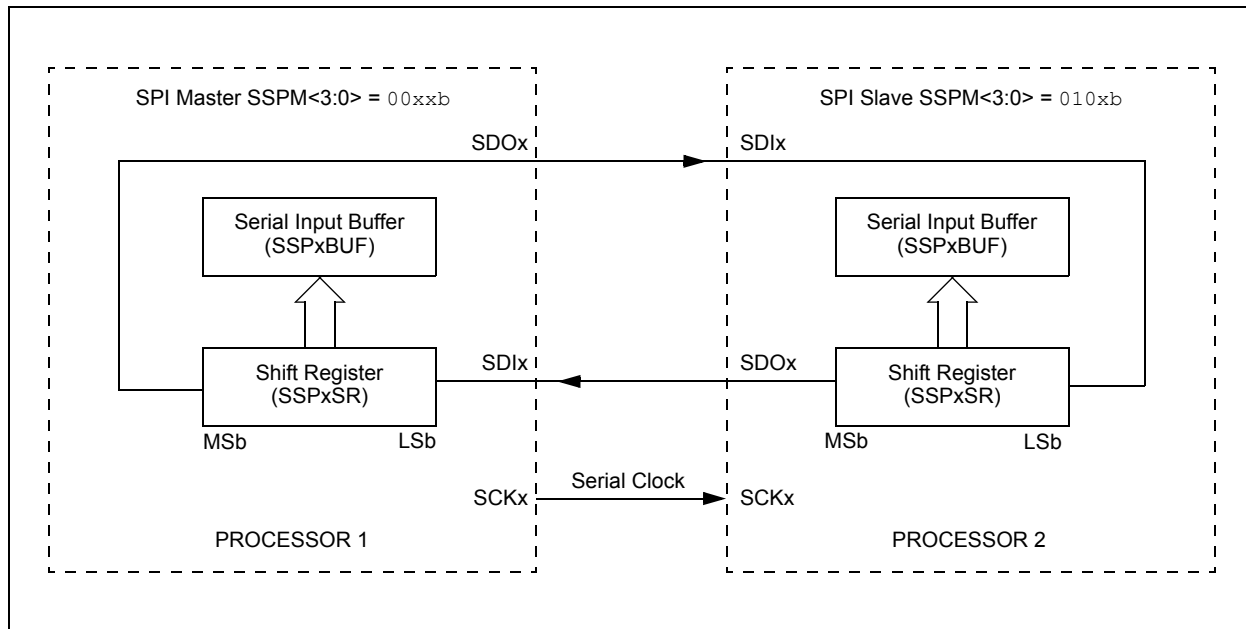 SPI Master SSPM<3:0> = 00xxb
SPI Slave SSPM<3:0> = 010xb
SDOx
SDIx
Serial Input Buffer
(SSPxBUF)
Serial Input Buffer
(SSPxBUF)
SDIx
SDOx
Shift Register
(SSPxSR)
Shift Register
(SSPxSR)
MSb
LSb
MSb
LSb
Serial Clock
SCKx
SCKx
PROCESSOR 1
PROCESSOR 2